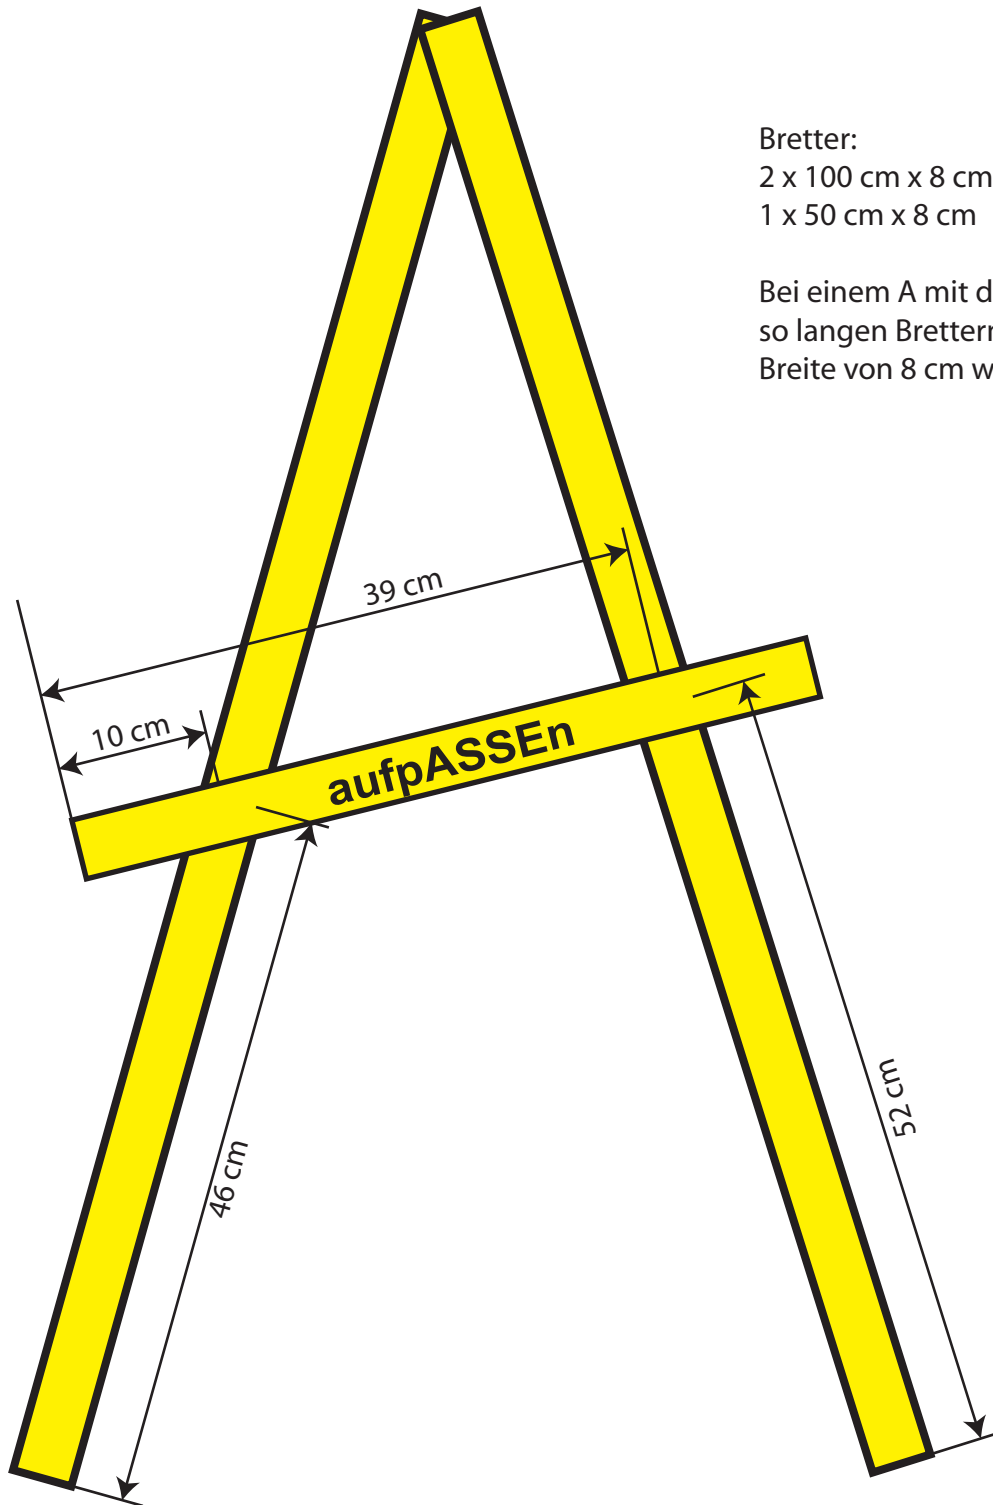 Bretter:
2 x 100 cm x 8 cm
1 x 50 cm x 8 cm
Bei einem A mit
so langen
Breite von 8 cm
39 cm
10 cm
aufpASSEn
52 cm
46 cm